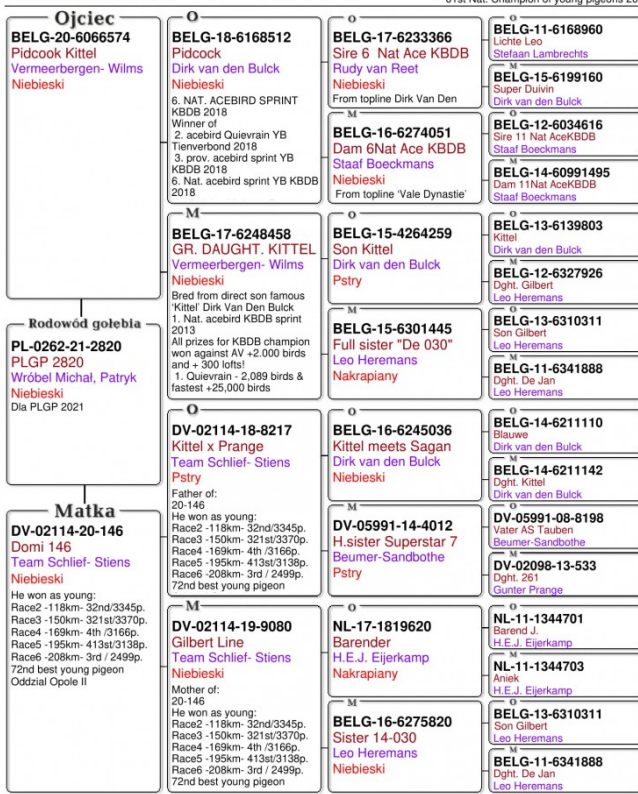 01st Nat. Champion of young pigeons 20
Ojciec
BELG-20-6066574
Pidcook Kittel
Vermeerbergen- Wilms
Niebieski
Rodowód gołębia
PL-0262-21-2820
PLGP 2820
Wróbel Michał, Patryk
Niebieski
Dla PLGP 2021
Matka
DV-02114-20-146
Domi 146
Team Schlief- Stiens
Niebieski
He won as young:
Race2 -118km- 32nd/3345p.
Race3 -150km- 321st/3370p.
Race4 -169km- 4th /3166p.
Race5 -195km- 413st/3138p.
Race6 -208km- 3rd / 2499p.
72nd best young pigeon
Oddzial Opole II
O
BELG-18-6168512
Pidcock
Dirk van den Bulck
Niebieski
6. NAT. ACEBIRD SPRINT
KBDB 2018
Winner of
2. acebird Quievrain YB
Tienverbond 2018
3. prov. acebird sprint YB
KBDB 2018
6. Nat. acebird sprint YB KBDB
2018
M
BELG-17-6248458
GR. DAUGHT. KITTEL
Vermeerbergen- Wilms
Niebieski
Bred from direct son famous
'Kittel' Dirk Van Den Bulck
1. Nat. acebird KBDB sprint
2013
All prizes for KBDB champion
won against AV +2.000 birds
and + 300 lofts!
1. Quievrain - 2,089 birds &
fastest +25,000 birds
O
DV-02114-18-8217
Kittel x Prange
Team Schlief- Stiens
Pstry
Father of:
20-146
He won as young:
Race2 -118km- 32nd/3345p.
Race3 -150km- 321st/3370p.
Race4 -169km- 4th /3166p.
Race5 -195km- 413st/3138p.
Race6 -208km- 3rd / 2499p.
72nd best young pigeon
M
DV-02114-19-9080
Gilbert Line
Team Schlief- Stiens
Niebieski
Mother of:
20-146
He won as young:
Race2 -118km- 32nd/3345p.
Race3 -150km- 321st/3370p.
Race4 -169km- 4th /3166p.
Race5 -195km- 413st/3138p.
Race6 -208km- 3rd / 2499p.
72nd best young pigeon
O
BELG-17-6233366
Sire 6 Nat Ace KBDB
Rudy van Reet
Niebieski
From topline Dirk Van Den
M
BELG-16-6274051
Dam 6Nat Ace KBDB
Staaf Boeckmans
Niebieski
From topline 'Vale Dynastie'
O
BELG-15-4264259
Son Kittel
Dirk van den Bulck
Pstry
M
BELG-15-6301445
Full sister "De 030"
Leo Heremans
Nakrapiany
O
BELG-16-6245036
Kittel meets Sagan
Dirk van den Bulck
Niebieski
M
DV-05991-14-4012
H.sister Superstar 7
Beumer-Sandbothe
Pstry
O
NL-17-1819620
Barender
H.E.J. Eijerkamp
Nakrapiany
M
BELG-16-6275820
Sister 14-030
Leo Heremans
Niebieski
O
BELG-11-6168960
Lichte Leo
Stefaan Lambrechts
M
BELG-15-6199160
Super Duivin
Dirk van den Bulck
O
BELG-12-6034616
Sire 11 Nat AceKBDB
Staaf Boeckmans
M
BELG-14-60991495
Dam 11Nat AceKBDB
Staaf Boeckmans
O
BELG-13-6139803
Kittel
Dirk van den Bulck
M
BELG-12-6327926
Dght. Gilbert
Leo Heremans
O
BELG-13-6310311
Son Gilbert
Leo Heremans
M
BELG-11-6341888
Dght. De Jan
Leo Heremans
O
BELG-14-6211110
Blauwe
Dirk van den Bulck
M
BELG-14-6211142
Dght. Kittel
Dirk van den Bulck
O
DV-05991-08-8198
Vater AS Tauben
Beumer-Sandbothe
M
DV-02098-13-533
Dght. 261
Gunter Prange
O
NL-11-1344701
Barend J.
H.E.J. Eijerkamp
M
NL-11-1344703
Aniek
H.E.J. Eijerkamp
O
BELG-13-6310311
Son Gilbert
Leo Heremans
M
BELG-11-6341888
Dght. De Jan
Leo Heremans